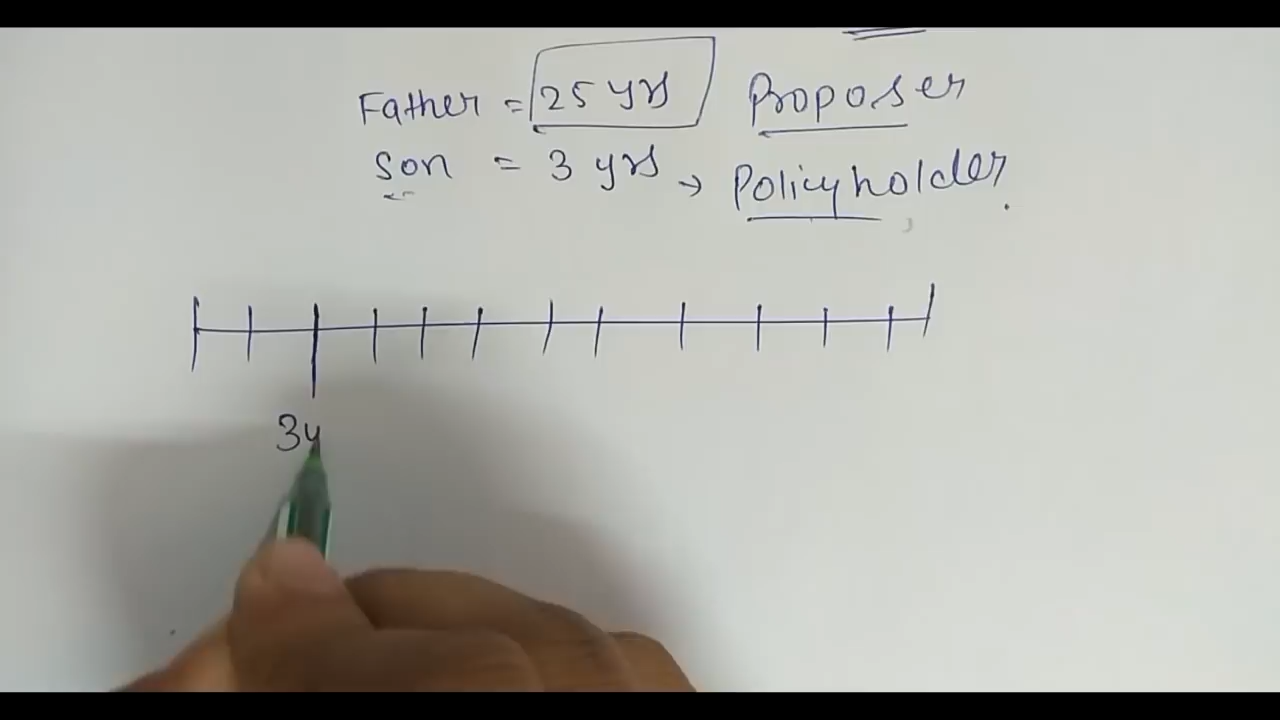 Father = 25 yrs Proposer
Son = 3 yrs → Policyholder.
3y